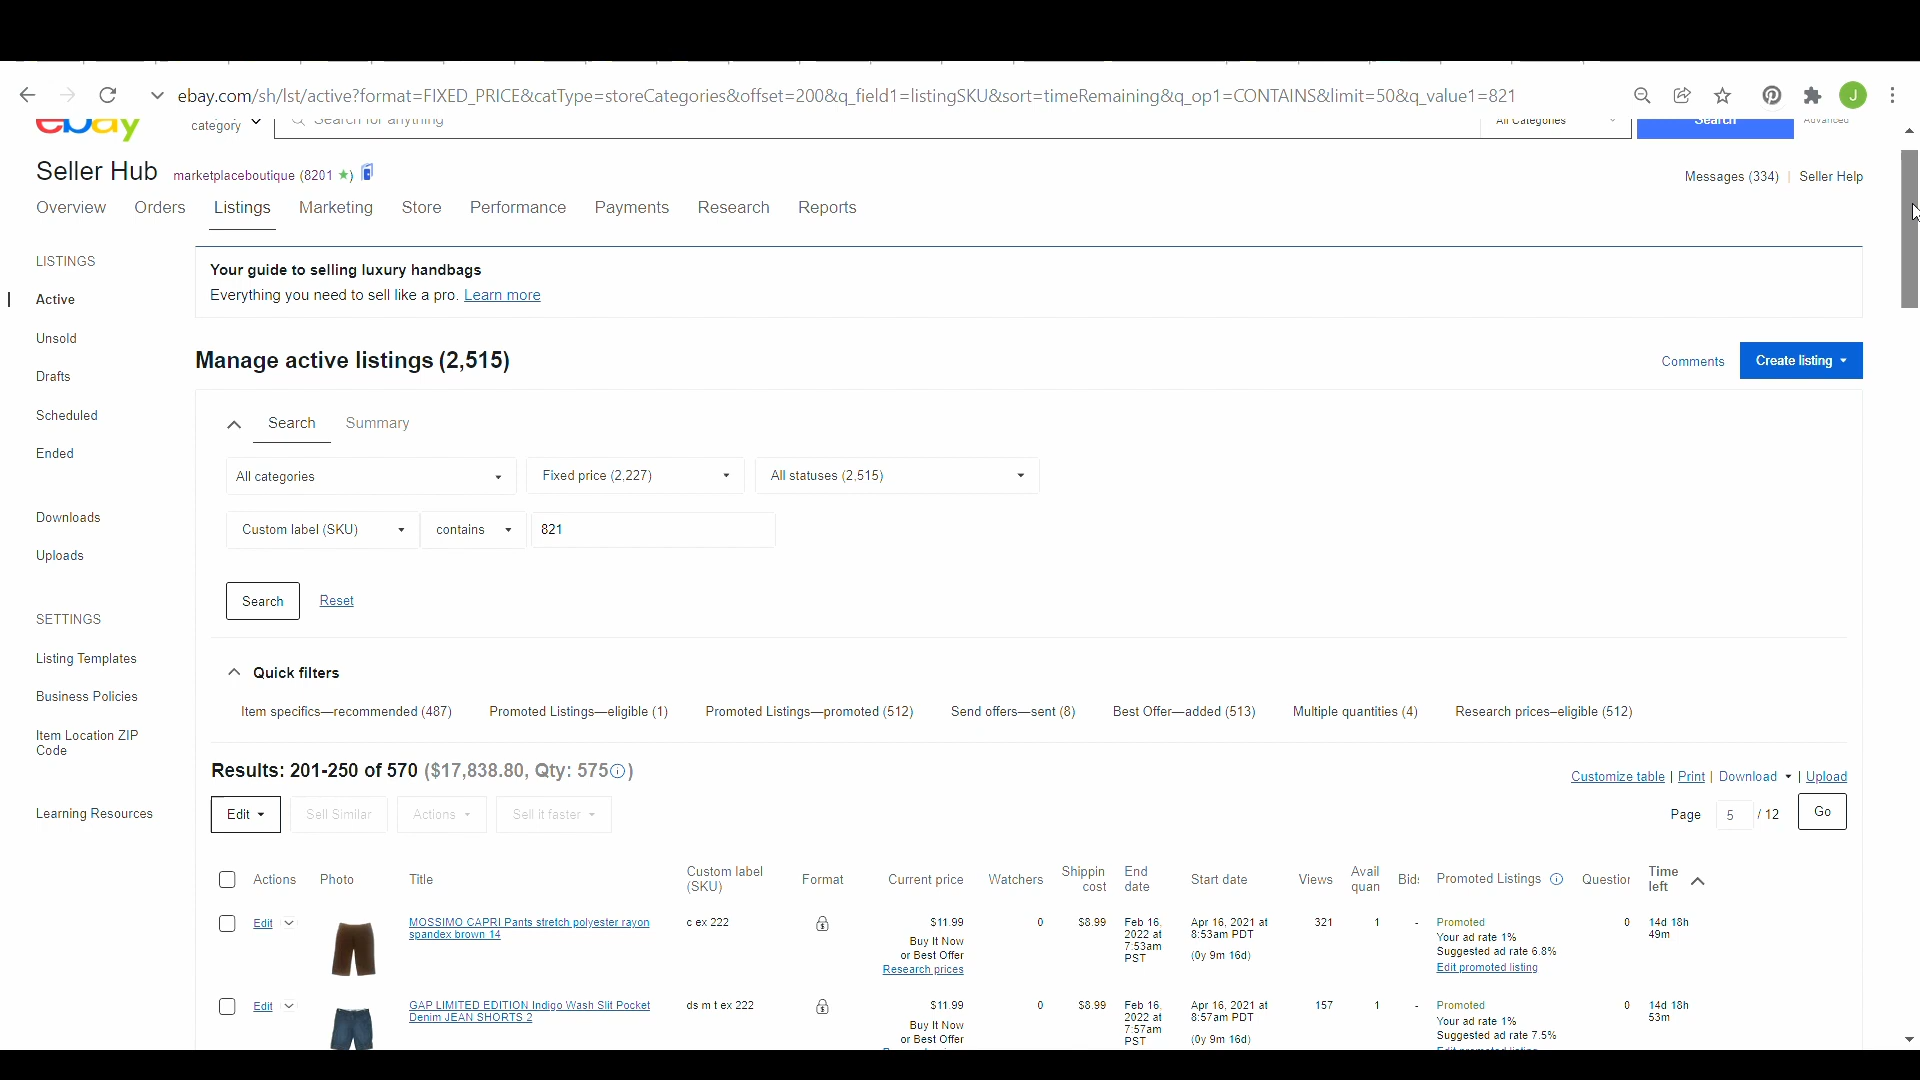 ebay.com/sh/lst/active?format=FIXED_PRICE&catType=storeCategories&offset=200&q_field1=listingSKU&sort=timeRemaining&q_op1=CONTAINS&limit=50&q_value1=821
J
ebay category Search for anything All Categories Search Advanced
Seller Hub marketplaceboutique (8201 ★) Messages (334) | Seller Help
Overview Orders Listings Marketing Store Performance Payments Research Reports
LISTINGS
Active
Unsold
Drafts
Scheduled
Ended
Downloads
Uploads
SETTINGS
Listing Templates
Business Policies
Item Location ZIP
Code
Learning Resources
Your guide to selling luxury handbags
Everything you need to sell like a pro. Learn more
Manage active listings (2,515) Comments Create listing
Search Summary
All categories Fixed price (2,227) All statuses (2,515)
Custom label (SKU) contains 821
Search Reset
Quick filters
Item specifics—recommended (487) Promoted Listings—eligible (1) Promoted Listings—promoted (512) Send offers—sent (8) Best Offer—added (513) Multiple quantities (4) Research prices–eligible (512)
Results: 201-250 of 570 ($17,838.80, Qty: 575)
Customize table | Print | Download | Upload
Edit Sell Similar Actions Sell it faster Page 5 / 12 Go
Custom label Shippin End Avail Time
Actions Photo Title Format Current price Watchers Start date Views Bids Promoted Listings Question
(SKU) cost date quan left
Edit MOSSIMO CAPRI Pants stretch polyester rayon c ex 222 $11.99 0 $8.99 Feb 16, Apr 16, 2021 at 321 1 - Promoted 0 14d 18h
spandex brown 14 Buy It Now 2022 at 8:53am PDT Your ad rate 1% 49m
or Best Offer 7:53am (0y 9m 16d) Suggested ad rate 6.8%
Research prices PST Edit promoted listing
Edit GAP LIMITED EDITION Indigo Wash Slit Pocket ds m t ex 222 $11.99 0 $8.99 Feb 16, Apr 16, 2021 at 157 1 - Promoted 0 14d 18h
Denim JEAN SHORTS 2 Buy It Now 2022 at 8:57am PDT Your ad rate 1% 53m
or Best Offer 7:57am (0y 9m 16d) Suggested ad rate 7.5%
PST Edit promoted listing